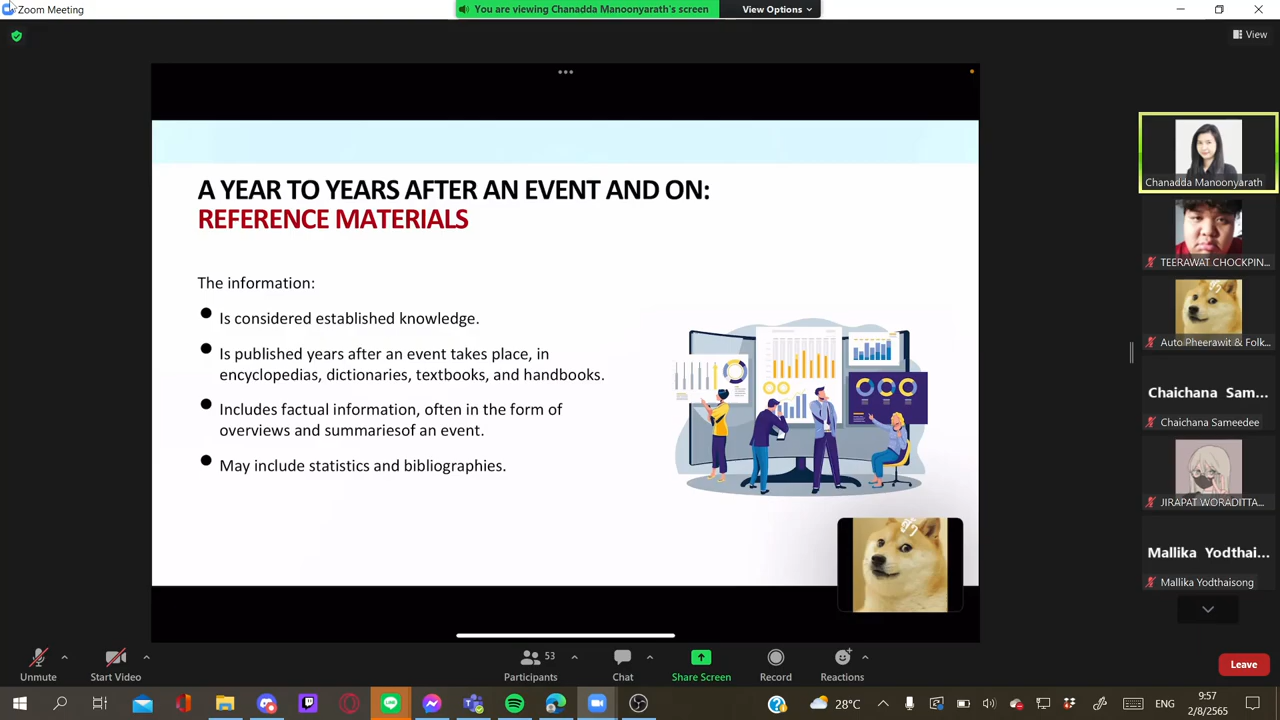 Zoom Meeting
You are viewing Chanadda Manoonyarath's screen
View Options
View
A YEAR TO YEARS AFTER AN EVENT AND ON:
REFERENCE MATERIALS
The information:
Is considered established knowledge.
Is published years after an event takes place, in
encyclopedias, dictionaries, textbooks, and handbooks.
Includes factual information, often in the form of
overviews and summariesof an event.
May include statistics and bibliographies.
Chanadda Manoonyarath
TEERAWAT CHOCKPIN...
Auto Pheerawit & Folk...
Chaichana Sam...
Chaichana Sameedee
JIRAPAT WORADITTA...
Mallika Yodthai...
Mallika Yodthaisong
Unmute
Start Video
53
Participants
Chat
Share Screen
Record
Reactions
Leave
28°C
ENG
9:57
2/8/2565